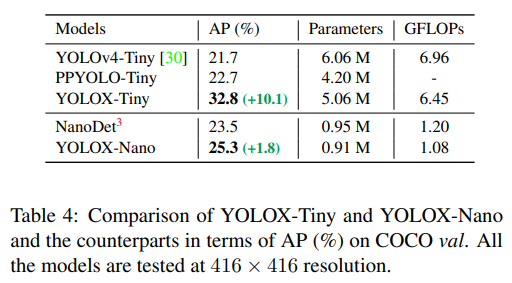 Models AP (%) Parameters GFLOPs
YOLOv4-Tiny [30] 21.7 6.06 M 6.96
PPYOLO-Tiny 22.7 4.20 M -
YOLOX-Tiny 32.8 (+10.1) 5.06 M 6.45
NanoDet³ 23.5 0.95 M 1.20
YOLOX-Nano 25.3 (+1.8) 0.91 M 1.08
Table 4: Comparison of YOLOX-Tiny and YOLOX-Nano
and the counterparts in terms of AP (%) on COCO val. All
the models are tested at 416 × 416 resolution.